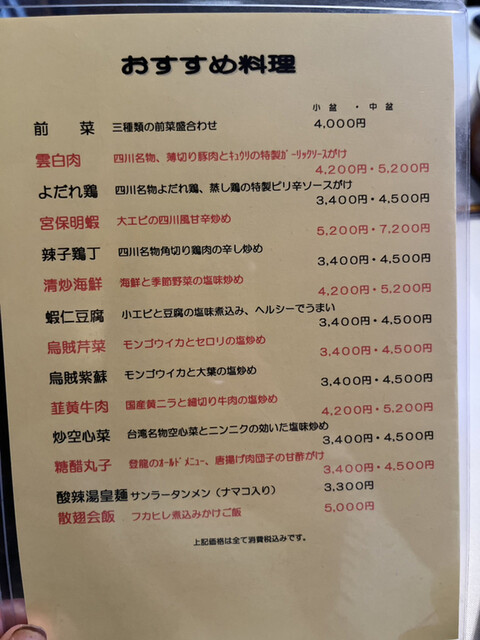 おすすめ料理
小盆・中盆
前菜 三種類の前菜盛合わせ 4,000円
雲白肉 四川名物、薄切り豚肉とｷｭｳﾘの特製ｶﾞｰﾘｯｸソースがけ 4,200円・5,200円
よだれ鶏 四川名物よだれ鶏、蒸し鶏の特製ピリ辛ソースがけ 3,400円・4,500円
宮保明蝦 大エビの四川風甘辛炒め 5,200円・7,200円
辣子鶏丁 四川名物角切り鶏肉の辛し炒め 3,400円・4,500円
清炒海鮮 海鮮と季節野菜の塩味炒め 4,200円・5,200円
蝦仁豆腐 小エビと豆腐の塩味煮込み、ヘルシーでうまい 3,400円・4,500円
烏賊芹菜 モンゴウイカとセロリの塩炒め 3,400円・4,500円
烏賊紫蘇 モンゴウイカと大葉の塩炒め 3,400円・4,500円
韮黄牛肉 国産黄ニラと細切り牛肉の塩炒め 4,200円・5,200円
炒空心菜 台湾名物空心菜とニンニクの効いた塩味炒め 3,400円・4,500円
糖醋丸子 登龍のｵｰﾙﾄﾞﾒﾆｭｰ、唐揚げ肉団子の甘酢がけ 3,400円・4,500円
酸辣湯皇麺 サンラータンメン（ナマコ入り） 3,300円
散翅会飯 フカヒレ煮込みかけご飯 5,000円
上記価格は全て消費税込みです。